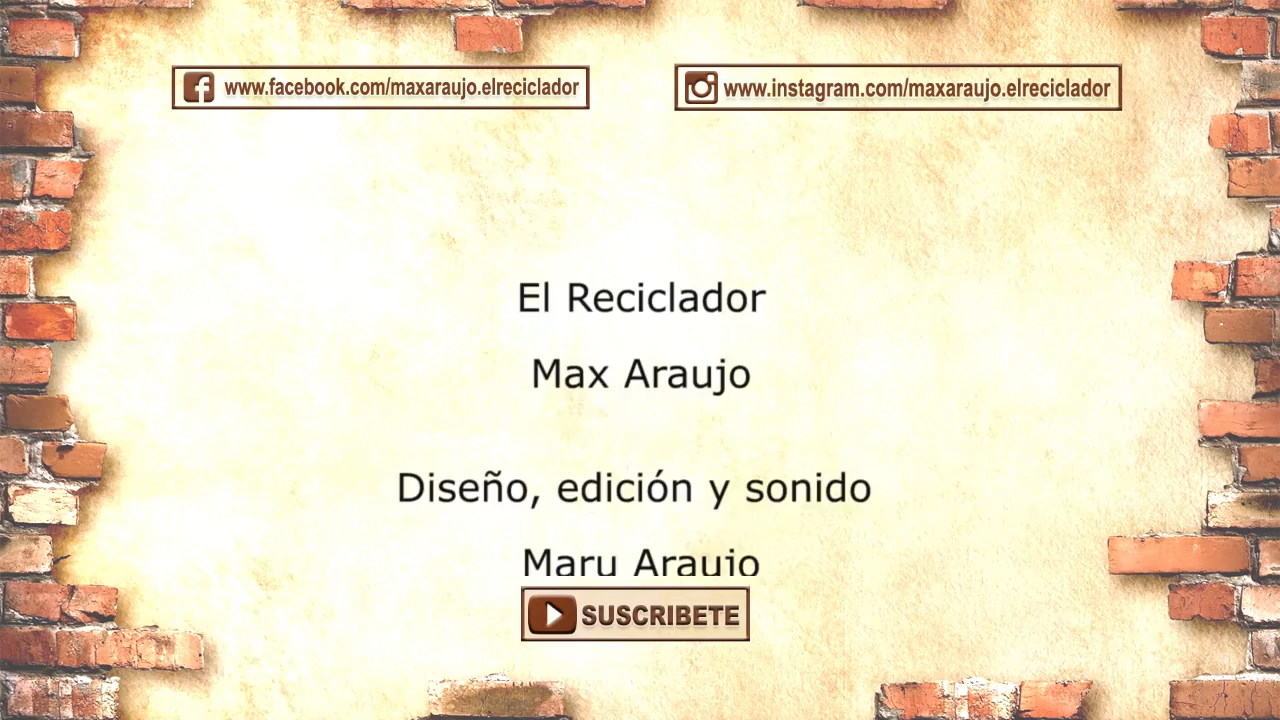 www.facebook.com/maxaraujo.elreciclador
www.instagram.com/maxaraujo.elreciclador
El Reciclador
Max Araujo
Diseño, edición y sonido
Maru Araujo
SUSCRIBETE